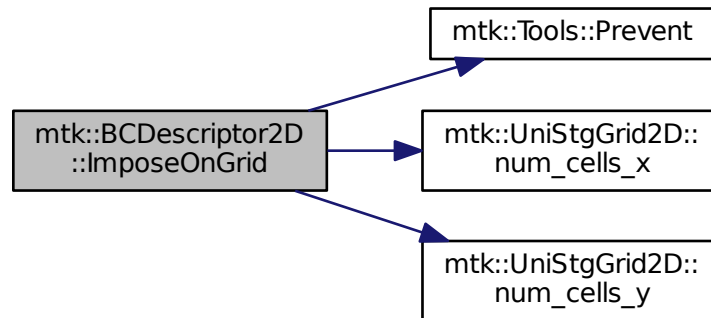 mtk::Tools::Prevent
mtk::BCDescriptor2D
::ImposeOnGrid
mtk::UniStgGrid2D::
num_cells_x
mtk::UniStgGrid2D::
num_cells_y